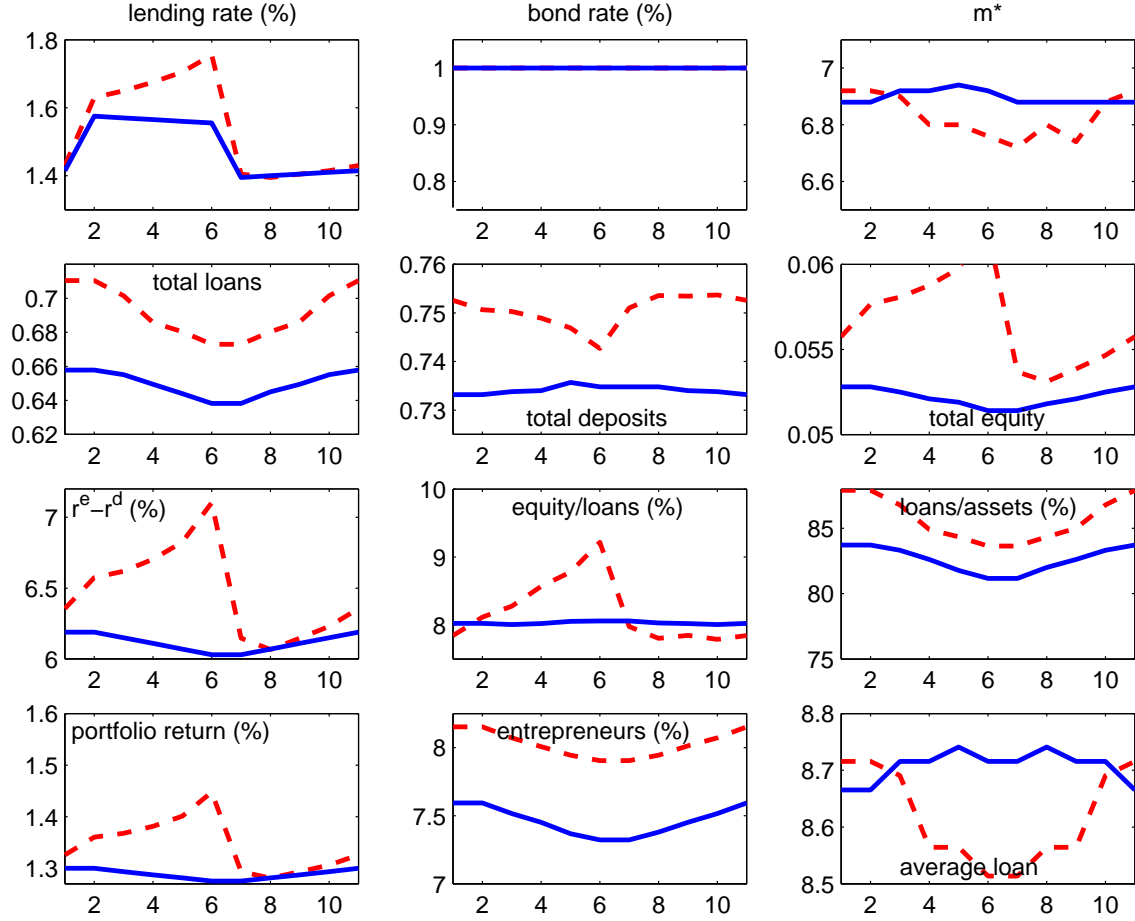 lending rate (%) bond rate (%) m*
1.8
1.6
1.4
2 4 6 8 10
1
0.9
0.8
2 4 6 8 10
7
6.8
6.6
2 4 6 8 10
total loans
0.7
0.68
0.66
0.64
0.62
2 4 6 8 10
0.76
0.75
0.74
0.73
total deposits
2 4 6 8 10
0.06
0.055
0.05
total equity
2 4 6 8 10
rᵉ−rᵈ (%)
7
6.5
6
2 4 6 8 10
equity/loans (%)
10
9
8
7
2 4 6 8 10
loans/assets (%)
85
80
75
2 4 6 8 10
portfolio return (%)
1.6
1.5
1.4
1.3
2 4 6 8 10
entrepreneurs (%)
8
7.5
7
2 4 6 8 10
8.8
8.7
8.6
8.5
average loan
2 4 6 8 10